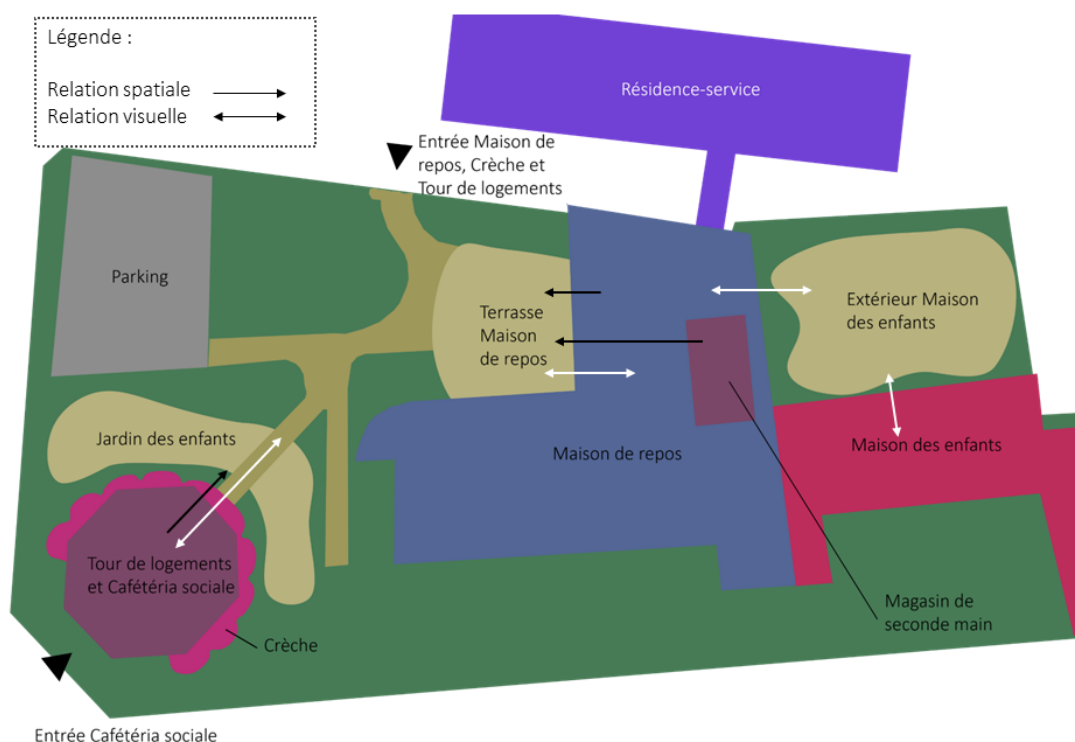 Légende :
Relation spatiale
Relation visuelle
Résidence-service
Entrée Maison de
repos, Crèche et
Tour de logements
Parking
Terrasse
Maison
de repos
Extérieur Maison
des enfants
Jardin des enfants
Maison de repos
Maison des enfants
Tour de logements
et Cafétéria sociale
Magasin de
seconde main
Crèche
Entrée Cafétéria sociale